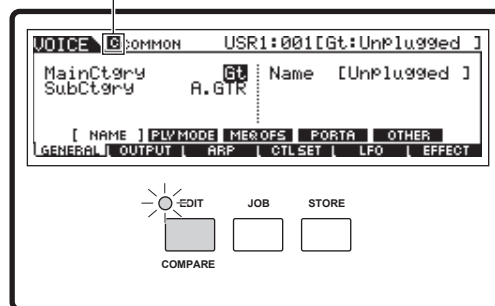 VOICE C COMMON USR1:001[Gt:Unplugged ]
MainCtgry Gt Name [Unplugged ]
SubCtgry A.GTR
[ NAME ] PLYMODE MEQOFS PORTA OTHER
GENERAL OUTPUT ARP CTLSET LFO EFFECT
EDIT JOB STORE
COMPARE